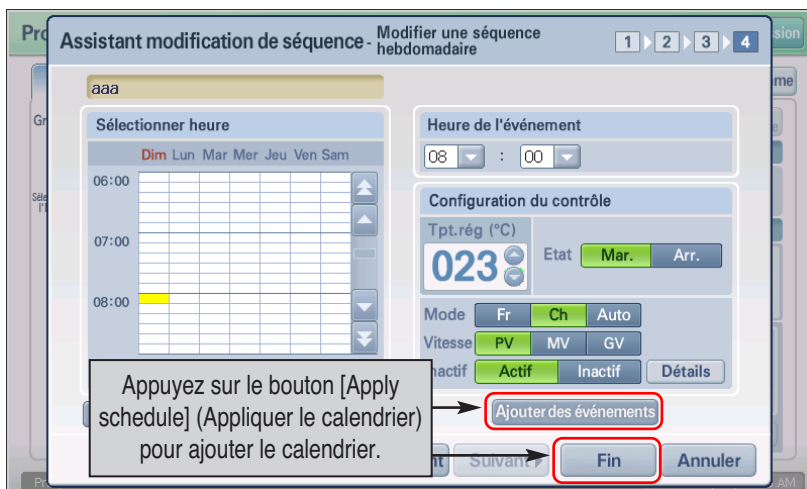 Assistant modification de séquence - Modifier une séquence hebdomadaire
1 2 3 4
aaa
Sélectionner heure
Dim Lun Mar Mer Jeu Ven Sam
06:00
07:00
08:00
Heure de l'événement
08 : 00
Configuration du contrôle
Tpt.rég (°C)
023
Etat Mar. Arr.
Mode Fr Ch Auto
Vitesse PV MV GV
Actif Inactif Détails
Appuyez sur le bouton [Apply
schedule] (Appliquer le calendrier)
pour ajouter le calendrier.
Ajouter des événements
Suivant Fin Annuler
AM